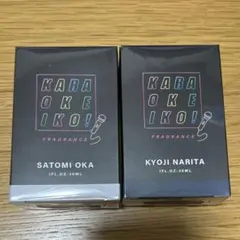 KARA
OKE
IKO!
FRAGRANCE
SATOMI OKA
1FL.OZ-30ML
KARA
OKE
IKO!
FRAGRANCE
KYOJI NARITA
1FL.OZ-30ML